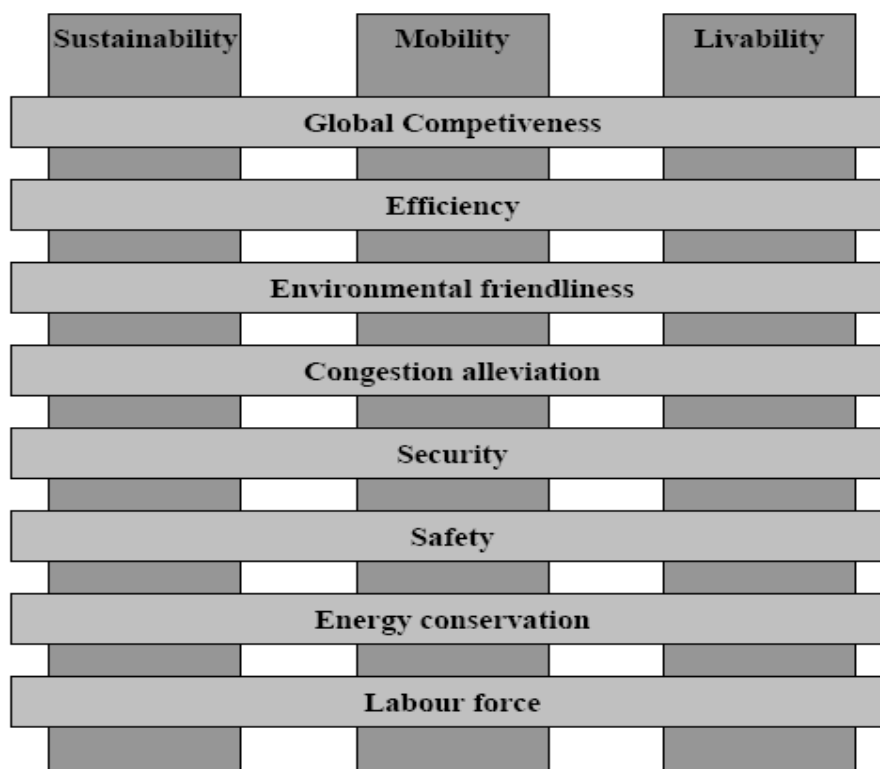 Sustainability Mobility Livability
Global Competiveness
Efficiency
Environmental friendliness
Congestion alleviation
Security
Safety
Energy conservation
Labour force